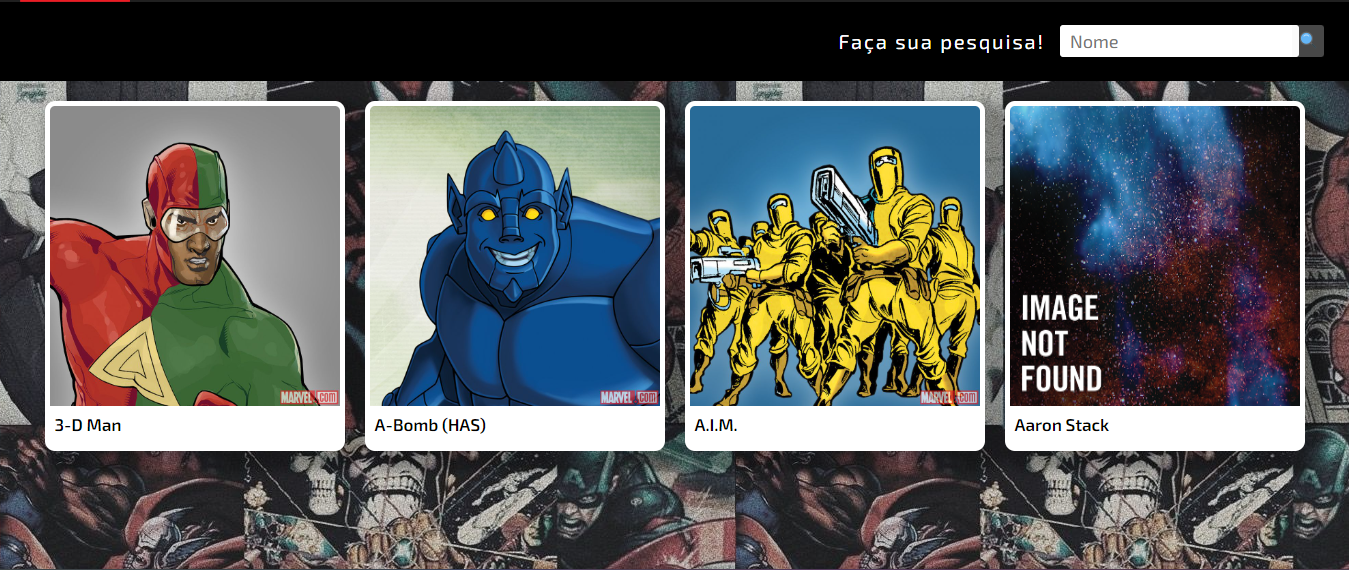 Faça sua pesquisa!
Nome
MARVEL.com
MARVEL.com
MARVEL.com
IMAGE
NOT
FOUND
3-D Man
A-Bomb (HAS)
A.I.M.
Aaron Stack